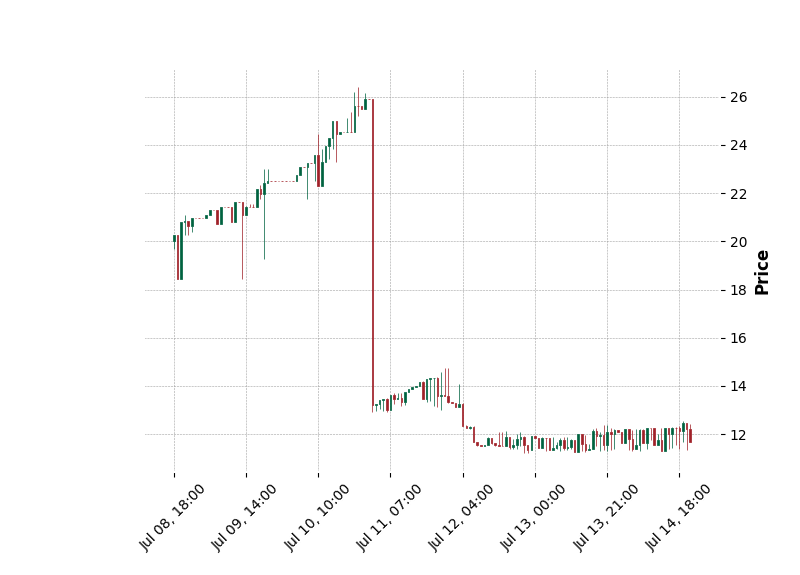 26
24
22
20
18
16
14
12
Price
Jul 08, 18:00
Jul 09, 14:00
Jul 10, 10:00
Jul 11, 07:00
Jul 12, 04:00
Jul 13, 00:00
Jul 13, 21:00
Jul 14, 18:00